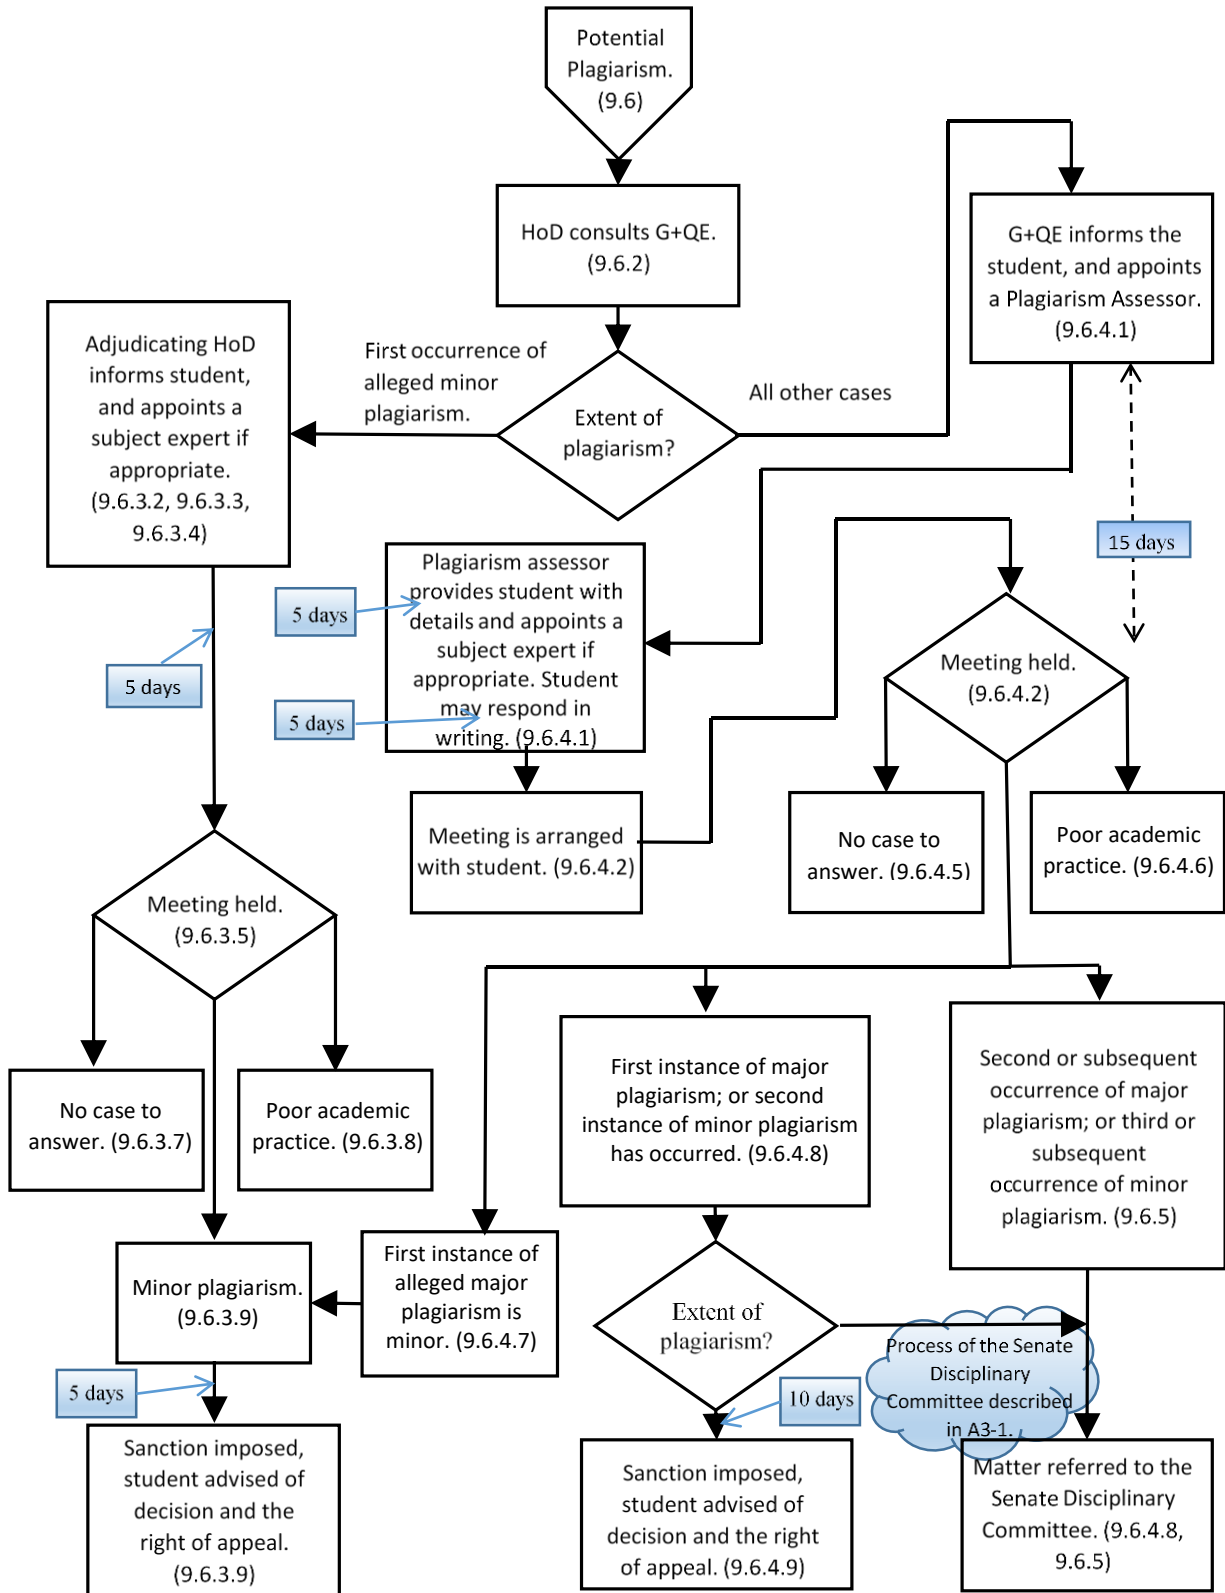 Potential
Plagiarism.
(9.6)
HoD consults G+QE.
(9.6.2)
G+QE informs the
student, and appoints
a Plagiarism Assessor.
(9.6.4.1)
Adjudicating HoD
informs student,
and appoints a
subject expert if
appropriate.
(9.6.3.2, 9.6.3.3,
9.6.3.4)
First occurrence of
alleged minor
plagiarism.
Extent of
plagiarism?
All other cases
15 days
Plagiarism assessor
provides student with
details and appoints a
subject expert if
appropriate. Student
may respond in
writing. (9.6.4.1)
5 days
5 days
5 days
Meeting held.
(9.6.4.2)
Meeting is arranged
with student. (9.6.4.2)
No case to
answer. (9.6.4.5)
Poor academic
practice. (9.6.4.6)
Meeting held.
(9.6.3.5)
No case to
answer. (9.6.3.7)
Poor academic
practice. (9.6.3.8)
First instance of major
plagiarism; or second
instance of minor plagiarism
has occurred. (9.6.4.8)
Second or subsequent
occurrence of major
plagiarism; or third or
subsequent
occurrence of minor
plagiarism. (9.6.5)
Minor plagiarism.
(9.6.3.9)
First instance of
alleged major
plagiarism is
minor. (9.6.4.7)
Extent of
plagiarism?
Process of the Senate
Disciplinary
Committee described
in A3-1.
5 days
10 days
Sanction imposed,
student advised of
decision and the
right of appeal.
(9.6.3.9)
Sanction imposed,
student advised of
decision and the right
of appeal. (9.6.4.9)
Matter referred to the
Senate Disciplinary
Committee. (9.6.4.8,
9.6.5)